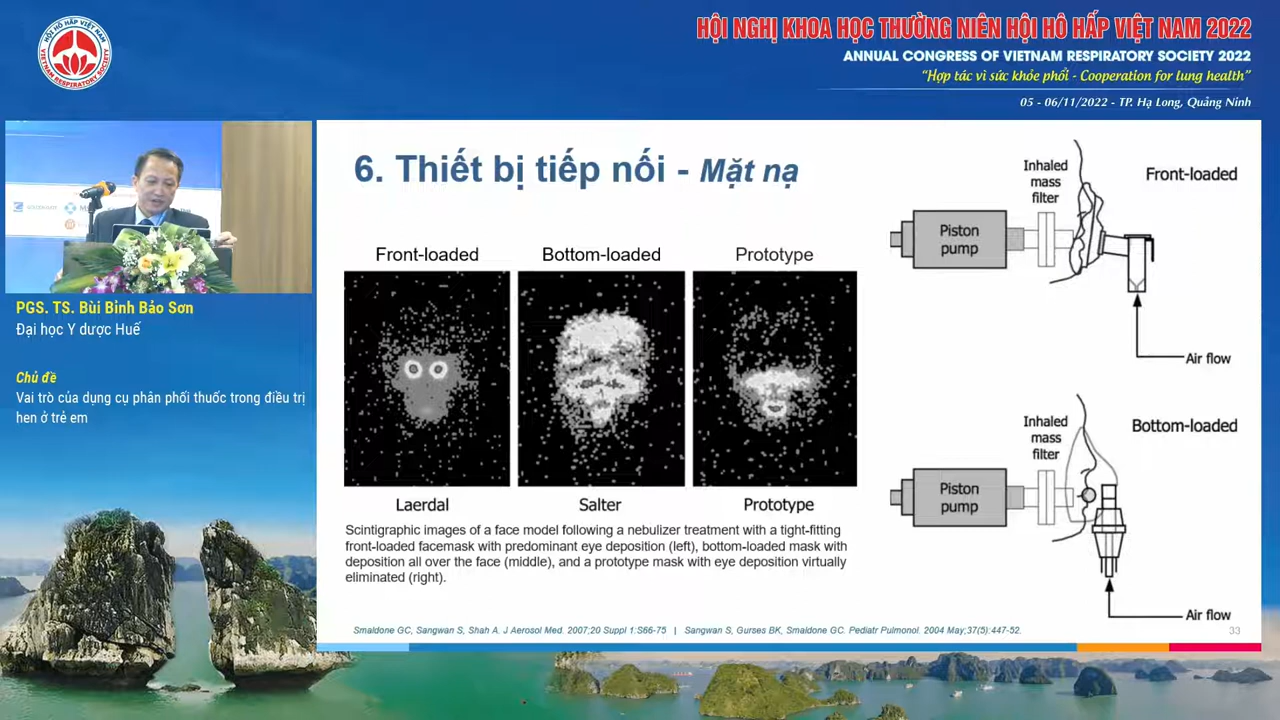 HỘI HÔ HẤP VIỆT NAM
VIETNAM RESPIRATORY SOCIETY
HỘI NGHỊ KHOA HỌC THƯỜNG NIÊN HỘI HÔ HẤP VIỆT NAM 2022
ANNUAL CONGRESS OF VIETNAM RESPIRATORY SOCIETY 2022
“Hợp tác vì sức khỏe phổi - Cooperation for lung health”
05 - 06/11/2022 - TP. Hạ Long, Quảng Ninh
PGS. TS. Bùi Bỉnh Bảo Sơn
Đại học Y dược Huế
Chủ đề
Vai trò của dụng cụ phân phối thuốc trong điều trị
hen ở trẻ em
6. Thiết bị tiếp nối - Mặt nạ
Front-loaded
Bottom-loaded
Prototype
Laerdal
Salter
Prototype
Scintigraphic images of a face model following a nebulizer treatment with a tight-fitting
front-loaded facemask with predominant eye deposition (left), bottom-loaded mask with
deposition all over the face (middle), and a prototype mask with eye deposition virtually
eliminated (right).
Inhaled
mass
filter
Front-loaded
Piston
pump
Air flow
Inhaled
mass
filter
Bottom-loaded
Piston
pump
Air flow
Smaldone GC, Sangwan S, Shah A. J Aerosol Med. 2007;20 Suppl 1:S66-75 | Sangwan S, Gurses BK, Smaldone GC. Pediatr Pulmonol. 2004 May;37(5):447-52.
33